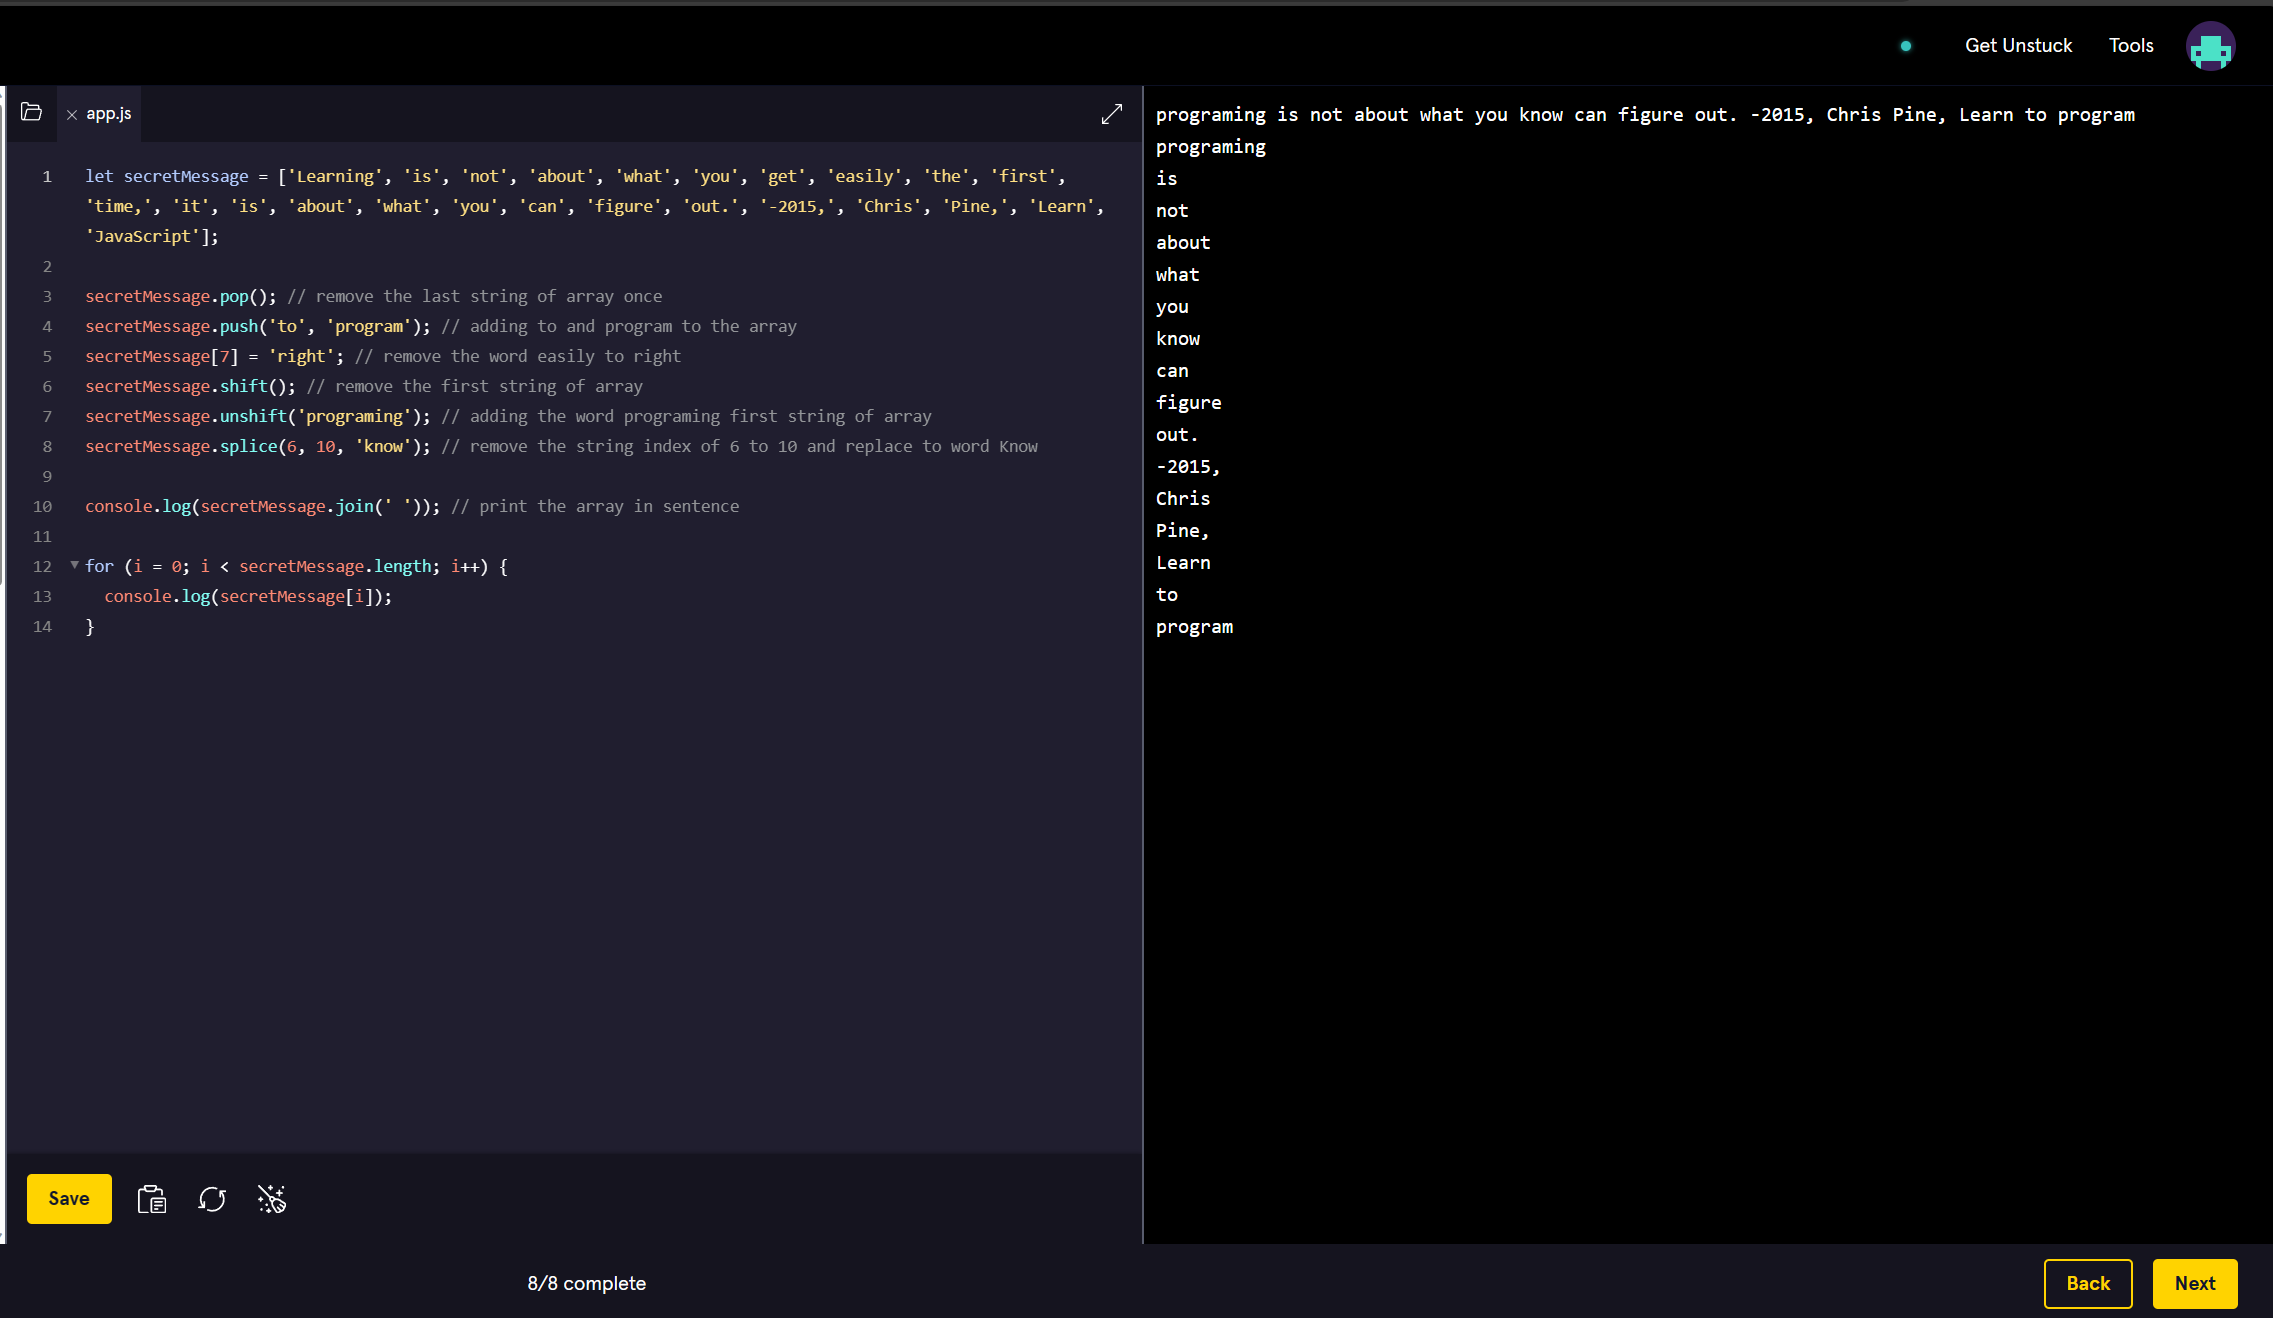 Get Unstuck Tools
app.js
1 let secretMessage = ['Learning', 'is', 'not', 'about', 'what', 'you', 'get', 'easily', 'the', 'first',
'time,', 'it', 'is', 'about', 'what', 'you', 'can', 'figure', 'out.', '-2015,', 'Chris', 'Pine,', 'Learn',
'JavaScript'];
2
3 secretMessage.pop(); // remove the last string of array once
4 secretMessage.push('to', 'program'); // adding to and program to the array
5 secretMessage[7] = 'right'; // remove the word easily to right
6 secretMessage.shift(); // remove the first string of array
7 secretMessage.unshift('programing'); // adding the word programing first string of array
8 secretMessage.splice(6, 10, 'know'); // remove the string index of 6 to 10 and replace to word Know
9
10 console.log(secretMessage.join(' ')); // print the array in sentence
11
12 for (i = 0; i < secretMessage.length; i++) {
13 console.log(secretMessage[i]);
14 }
programing is not about what you know can figure out. -2015, Chris Pine, Learn to program
programing
is
not
about
what
you
know
can
figure
out.
-2015,
Chris
Pine,
Learn
to
program
Save
8/8 complete
Back Next